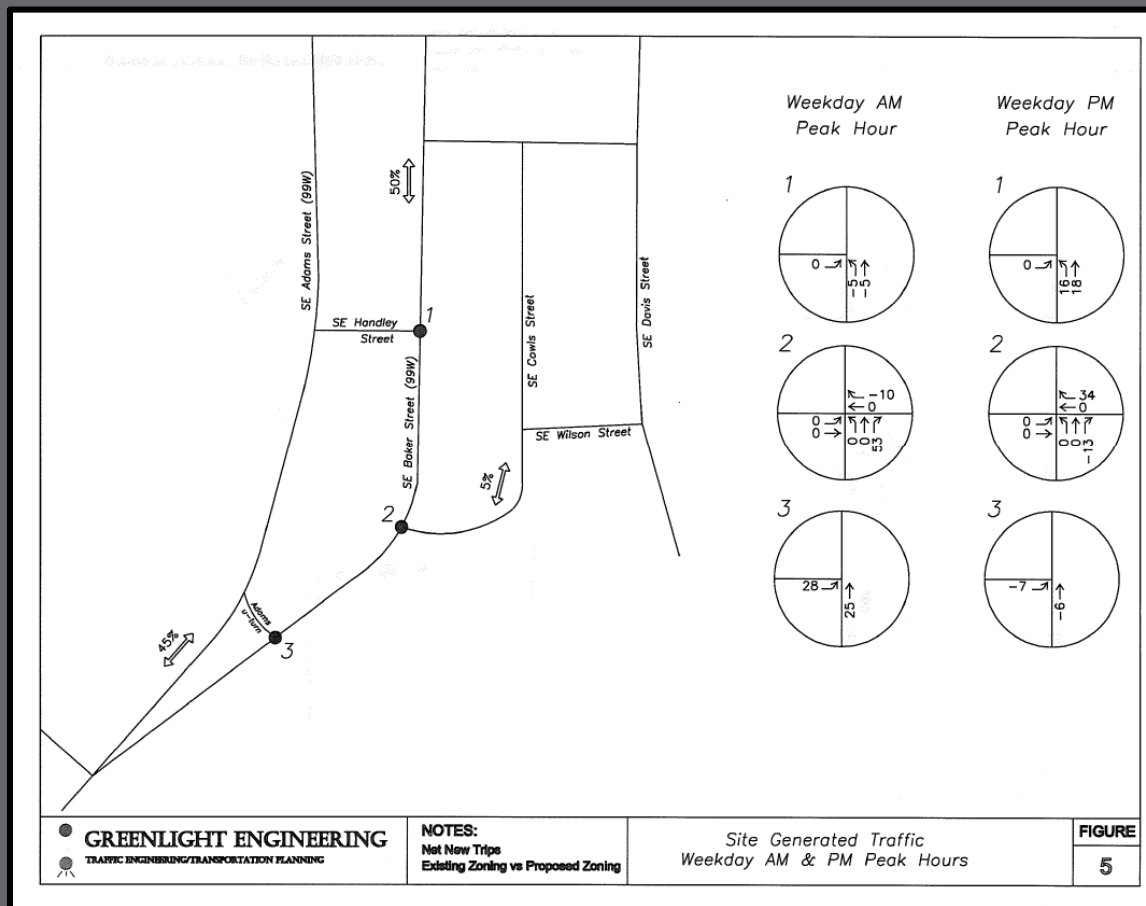 Weekday AM
Peak Hour
Weekday PM
Peak Hour
50%
SE Adams Street (99W)
SE Handley
Street
1
SE Baker Street (99W)
SE Cowls Street
SE Davis Street
SE Wilson Street
5%
2
Adams
u-turn
3
45%
1
0
-5
-5
1
0
16
18
2
-10
0
0
0
0
0
53
2
34
0
0
0
0
0
-13
3
28
25
3
-7
-6
GREENLIGHT ENGINEERING
TRAFFIC ENGINEERING/TRANSPORTATION PLANNING
NOTES:
Net New Trips
Existing Zoning vs Proposed Zoning
Site Generated Traffic
Weekday AM & PM Peak Hours
FIGURE
5